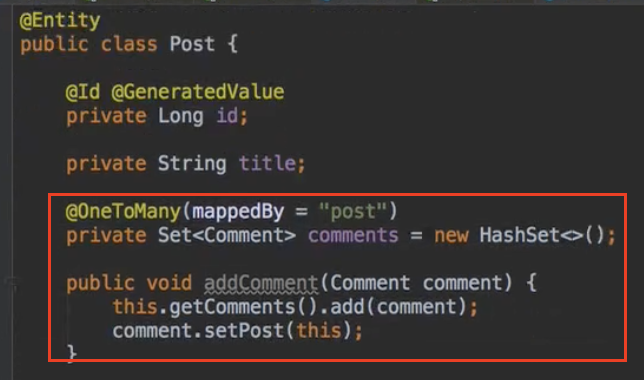 @Entity
public class Post {
@Id @GeneratedValue
private Long id;
private String title;
@OneToMany(mappedBy = "post")
private Set<Comment> comments = new HashSet<>();
public void addComment(Comment comment) {
this.getComments().add(comment);
comment.setPost(this);
}